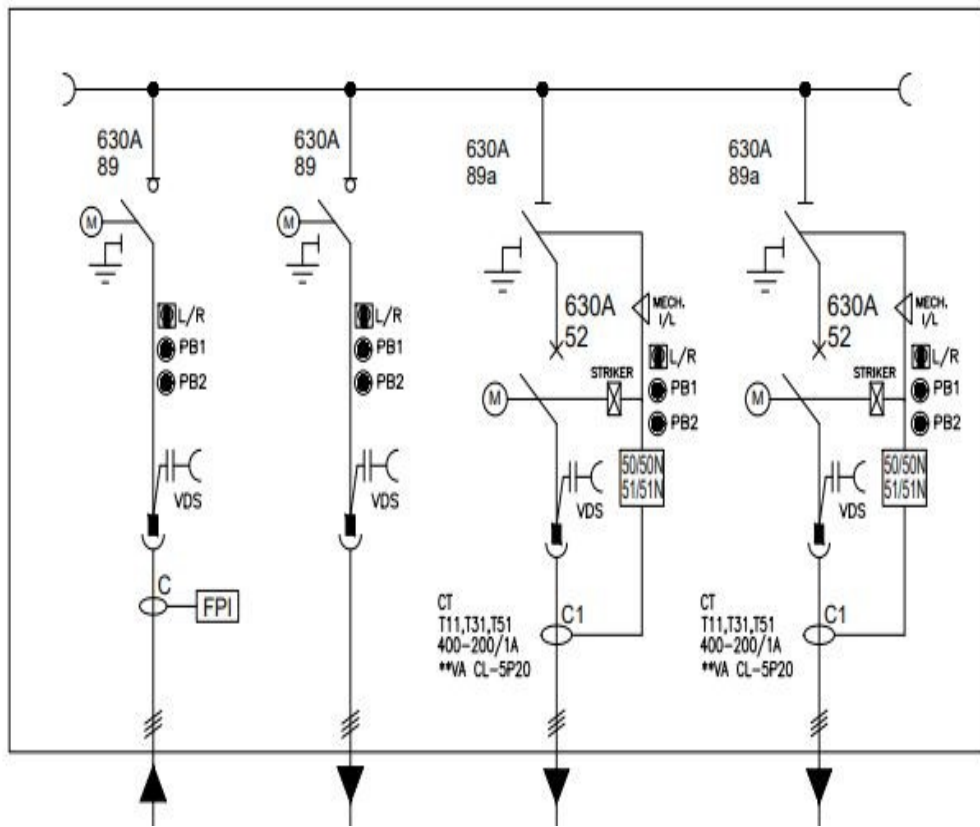 630A
89
M
L/R
PB1
PB2
VDS
C
FPI
630A
89
M
L/R
PB1
PB2
VDS
630A
89a
MECH.
I/L
630A
52
L/R
STRIKER
M
PB1
PB2
50/50N
51/51N
VDS
CT
T11,T31,T51
400-200/1A
**VA CL-5P20
C1
630A
89a
MECH.
I/L
630A
52
L/R
STRIKER
M
PB1
PB2
50/50N
51/51N
VDS
CT
T11,T31,T51
400-200/1A
**VA CL-5P20
C1